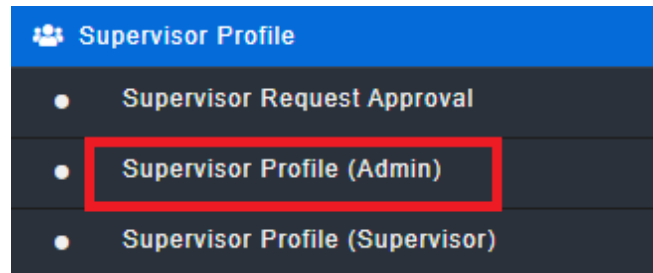 Supervisor Profile
Supervisor Request Approval
Supervisor Profile (Admin)
Supervisor Profile (Supervisor)